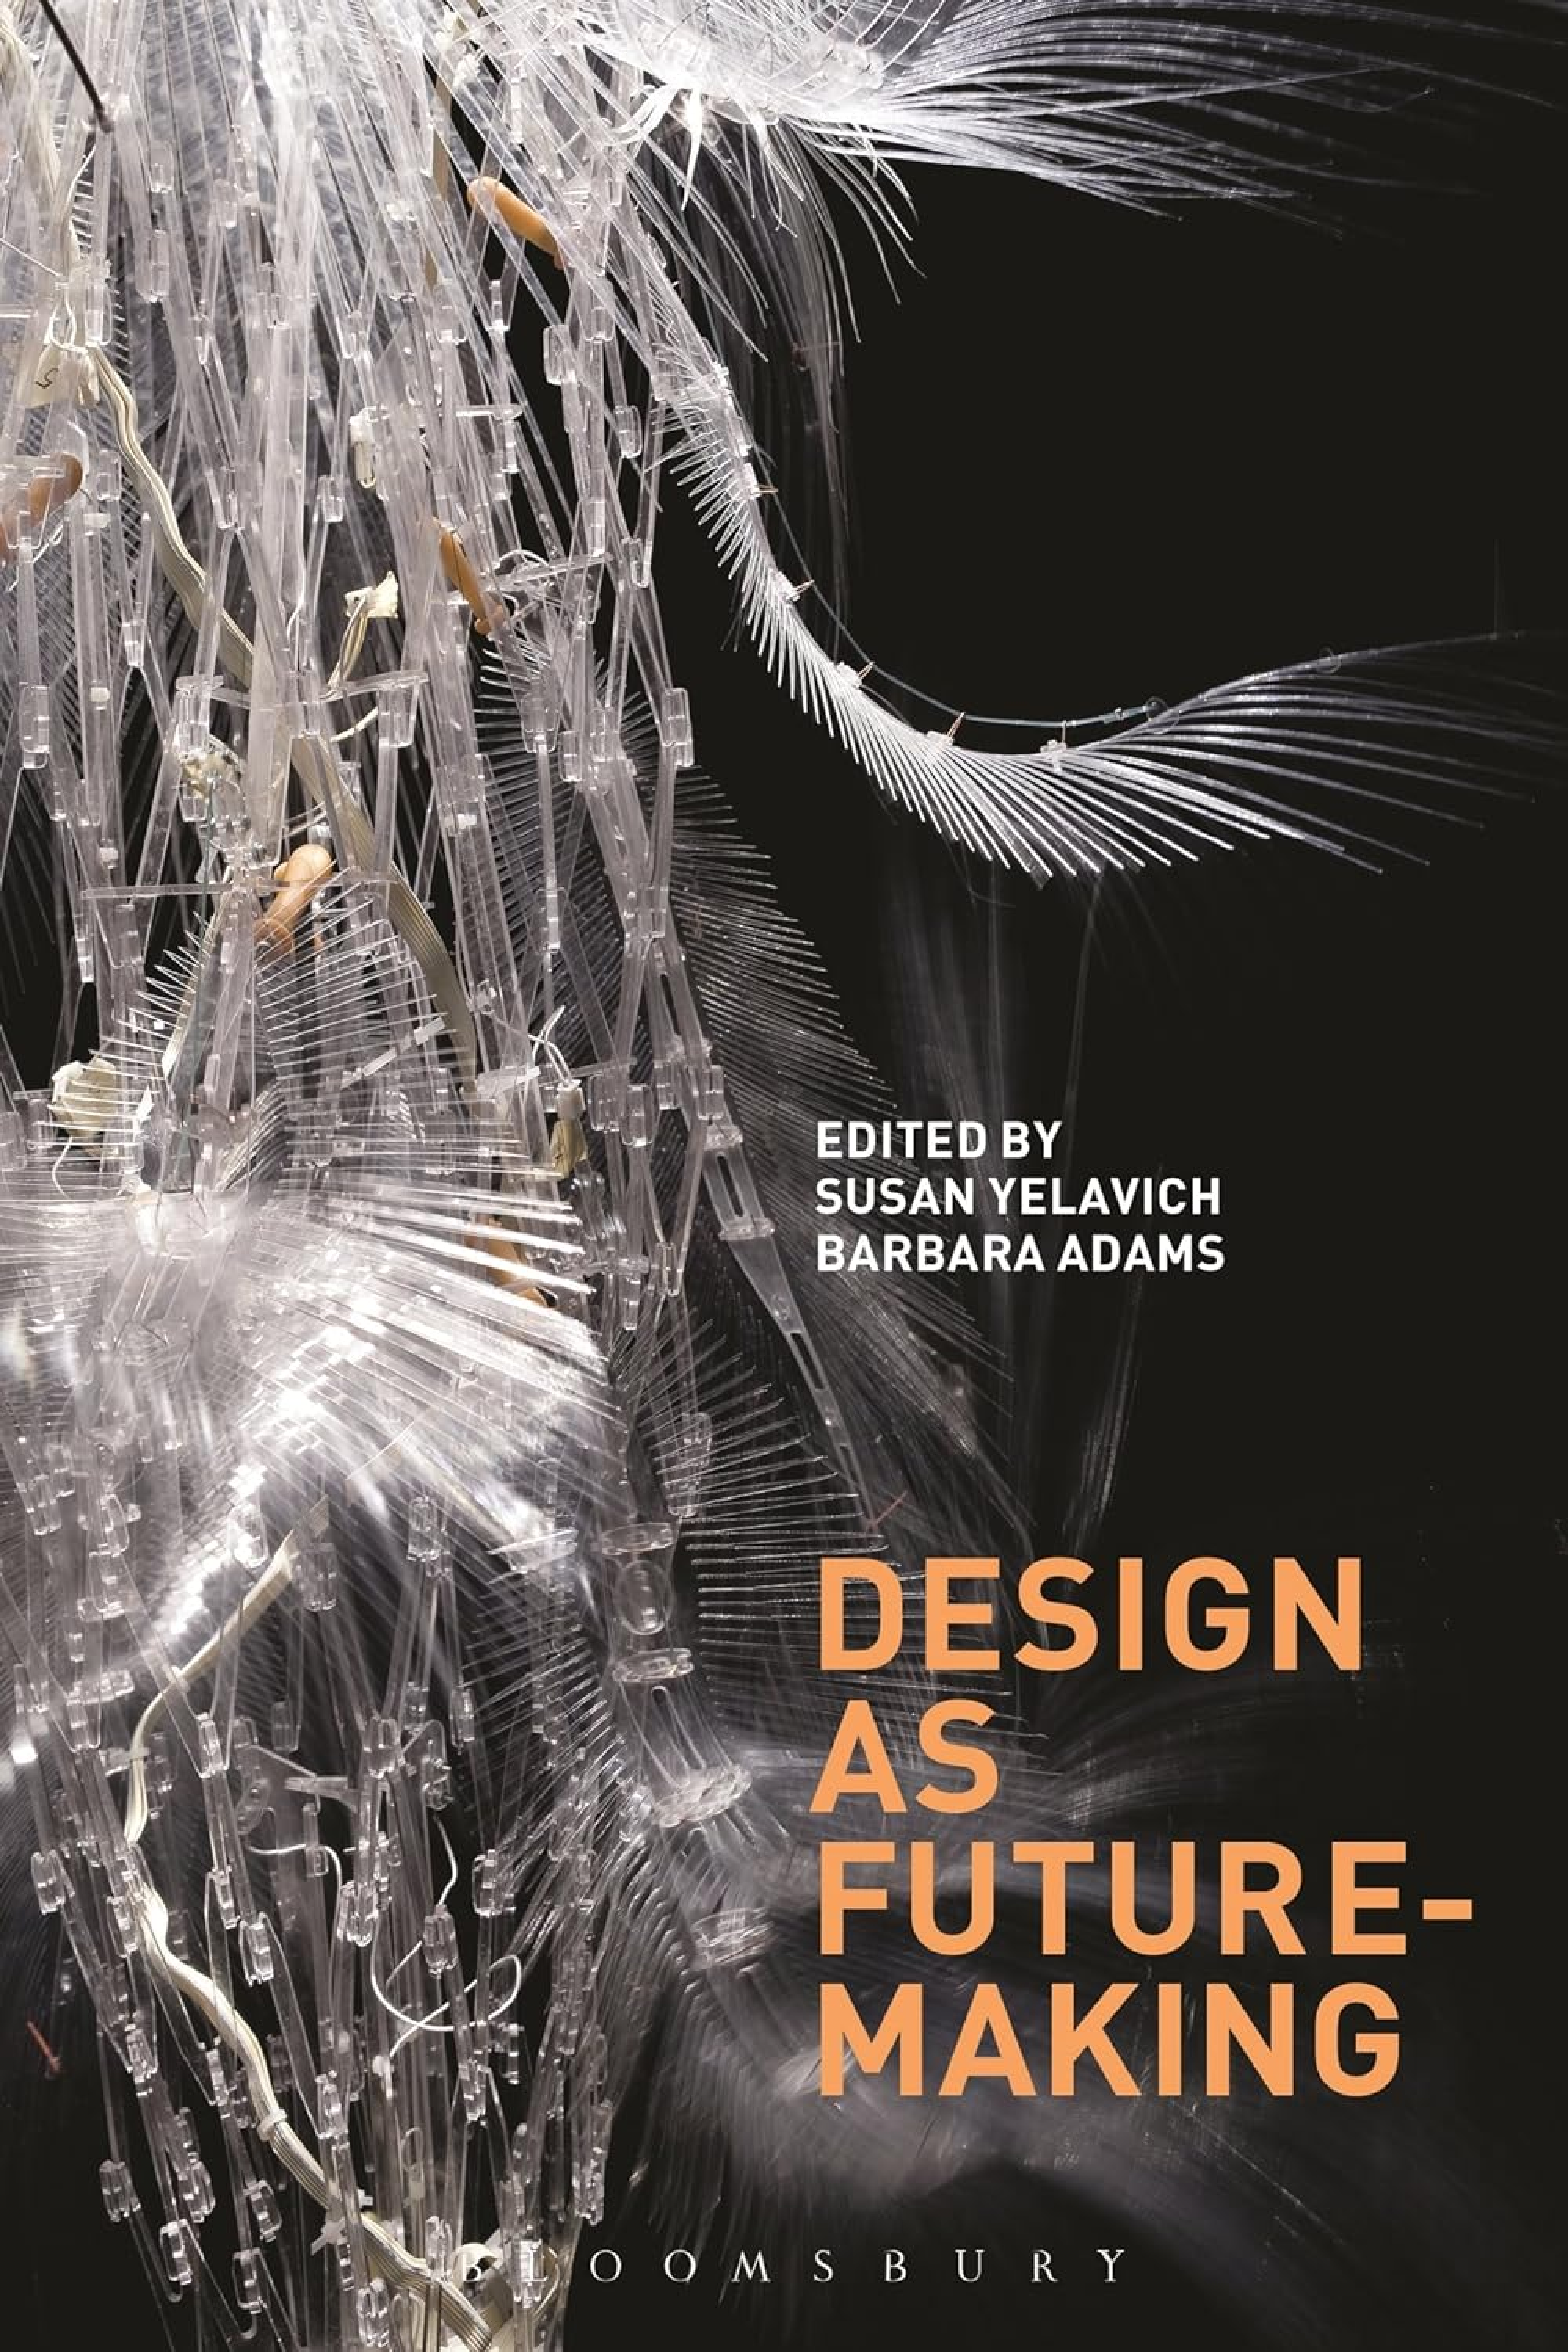 EDITED BY
SUSAN YELAVICH
BARBARA ADAMS
DESIGN
AS
FUTURE-
MAKING
BLOOMSBURY